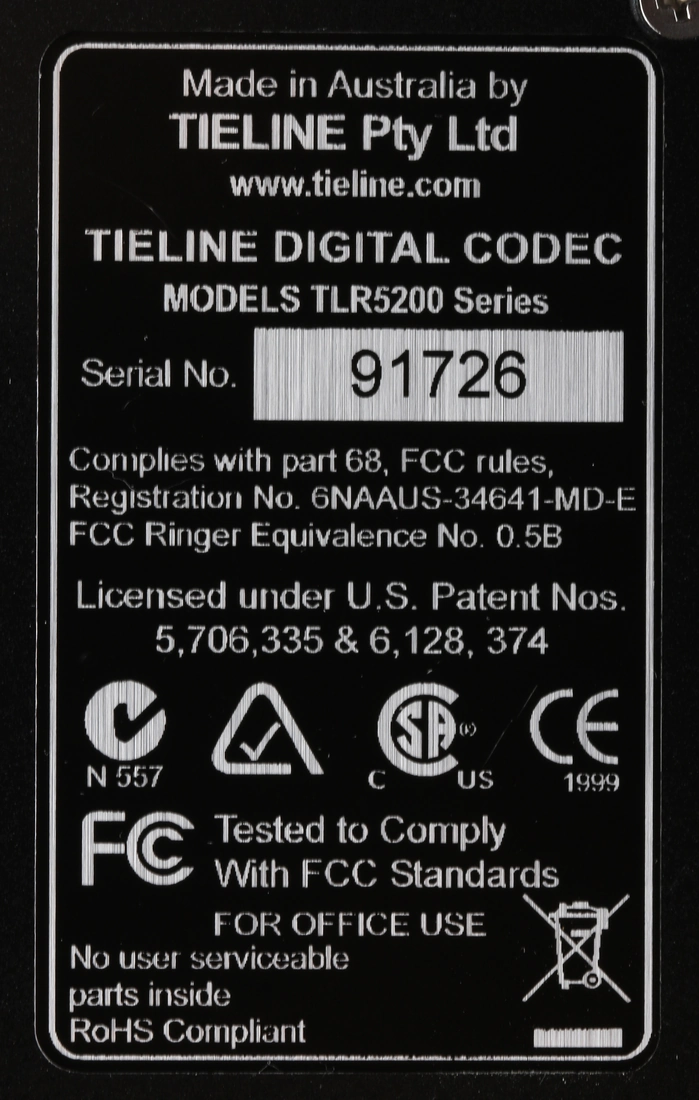 Made in Australia by
TIELINE Pty Ltd
www.tieline.com
TIELINE DIGITAL CODEC
MODELS TLR5200 Series
Serial No. 91726
Complies with part 68, FCC rules,
Registration No. 6NAAUS-34641-MD-E
FCC Ringer Equivalence No. 0.5B
Licensed under U.S. Patent Nos.
5,706,335 & 6,128, 374
SA ®
CE
N 557
C US
1999
FC Tested to Comply
With FCC Standards
FOR OFFICE USE
No user serviceable
parts inside
RoHS Compliant